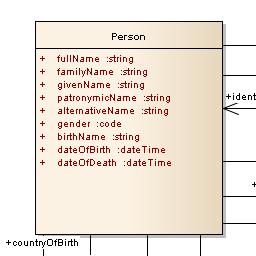 Person
+ fullName :string
+ familyName :string
+ givenName :string
+ patronymicName :string
+ alternativeName :string
+ gender :code
+ birthName :string
+ dateOfBirth :dateTime
+ dateOfDeath :dateTime
+ident
+
+countryOfBirth